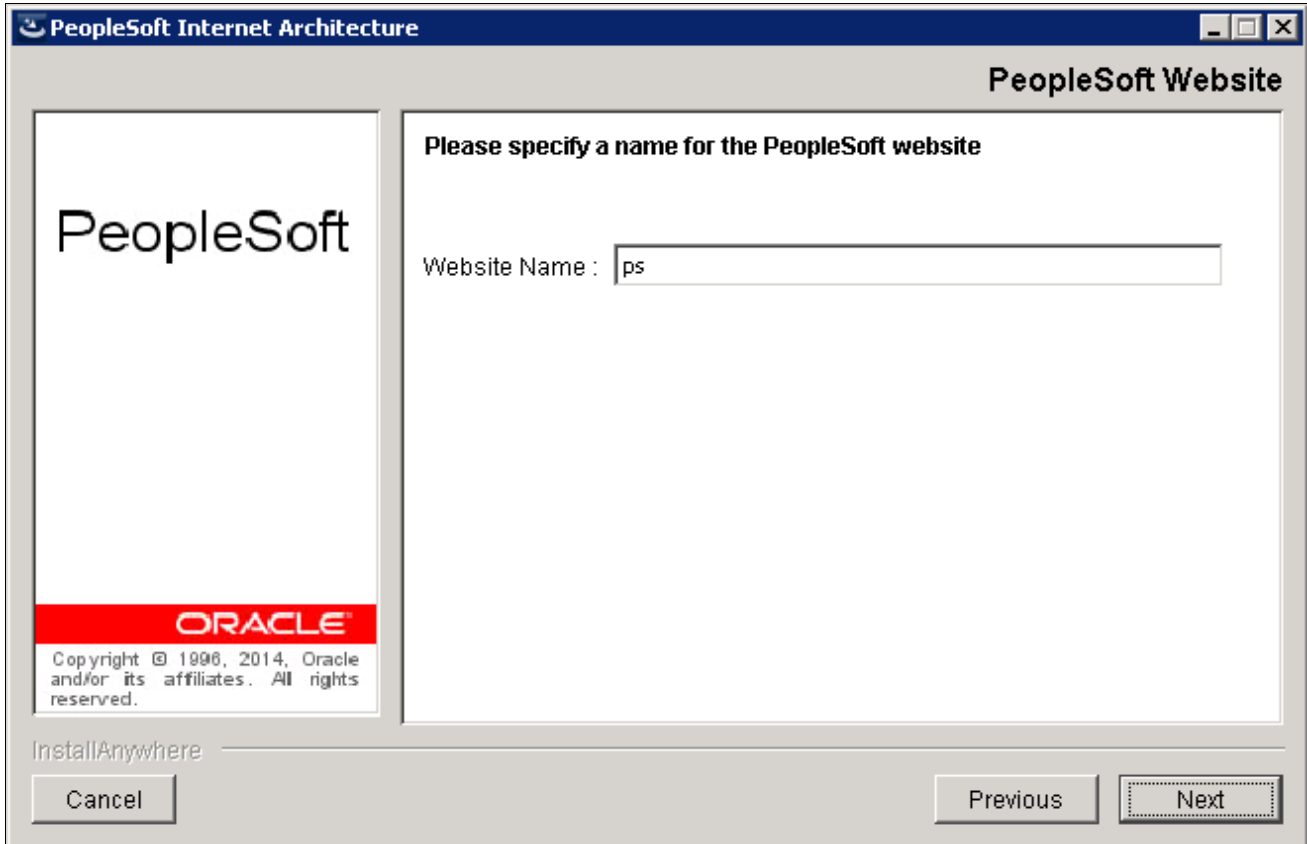 PeopleSoft Internet Architecture
PeopleSoft Website
PeopleSoft
ORACLE
Copyright © 1996, 2014, Oracle
and/or its affiliates. All rights
reserved.
Please specify a name for the PeopleSoft website
Website Name : ps
InstallAnywhere
Cancel
Previous
Next